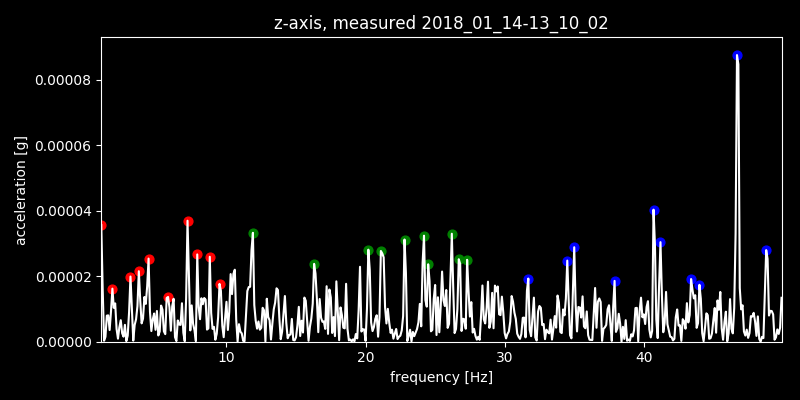 z-axis, measured 2018_01_14-13_10_02
0.00008
0.00006
0.00004
0.00002
0.00000
acceleration [g]
10 20 30 40
frequency [Hz]